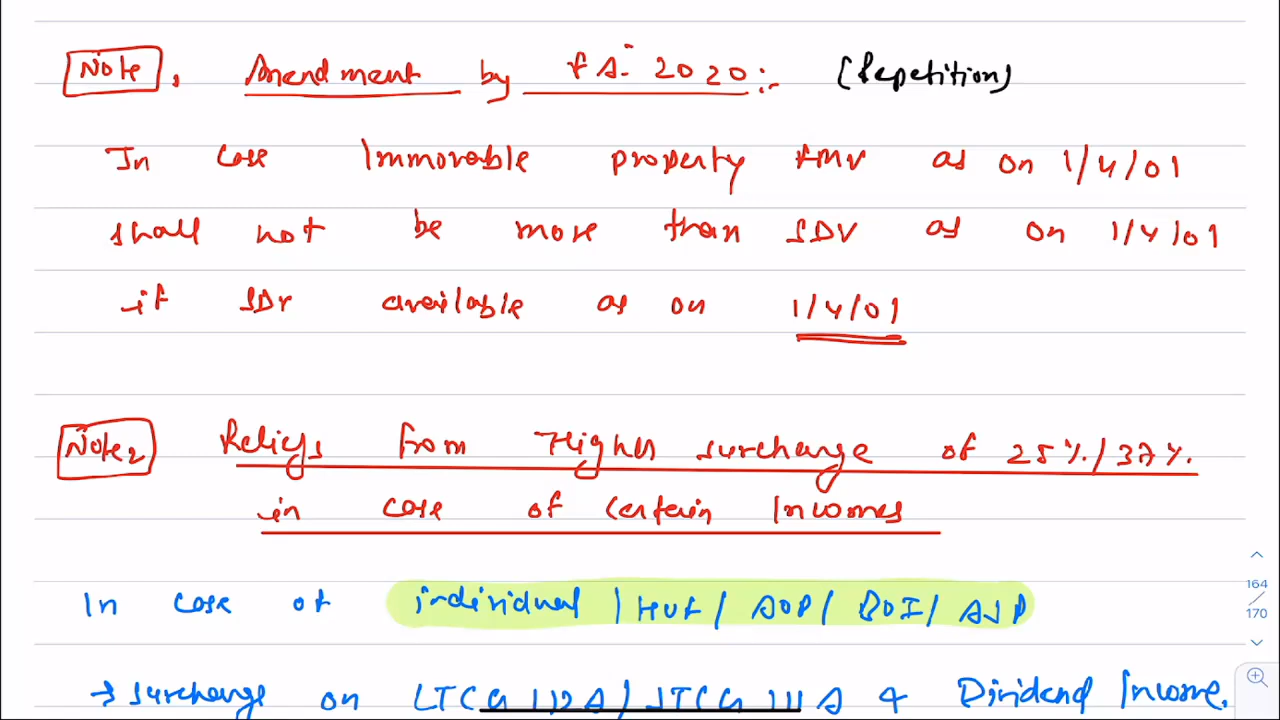 Note, Amendment by FA. 2020:- (Repetition)
In case Immovable property FMV as on 1/4/01
shall not be more than SDV as on 1/4/01
if SDV available as on 1/4/01
Note2 Reliefs from Higher surcharge of 25%/37%.
in case of certain Incomes
In case of individual /HUF/ AOP/ BOI/ AJP
→ surcharge on LTCG 112A/ STCG 111A & Dividend Income.
164
170